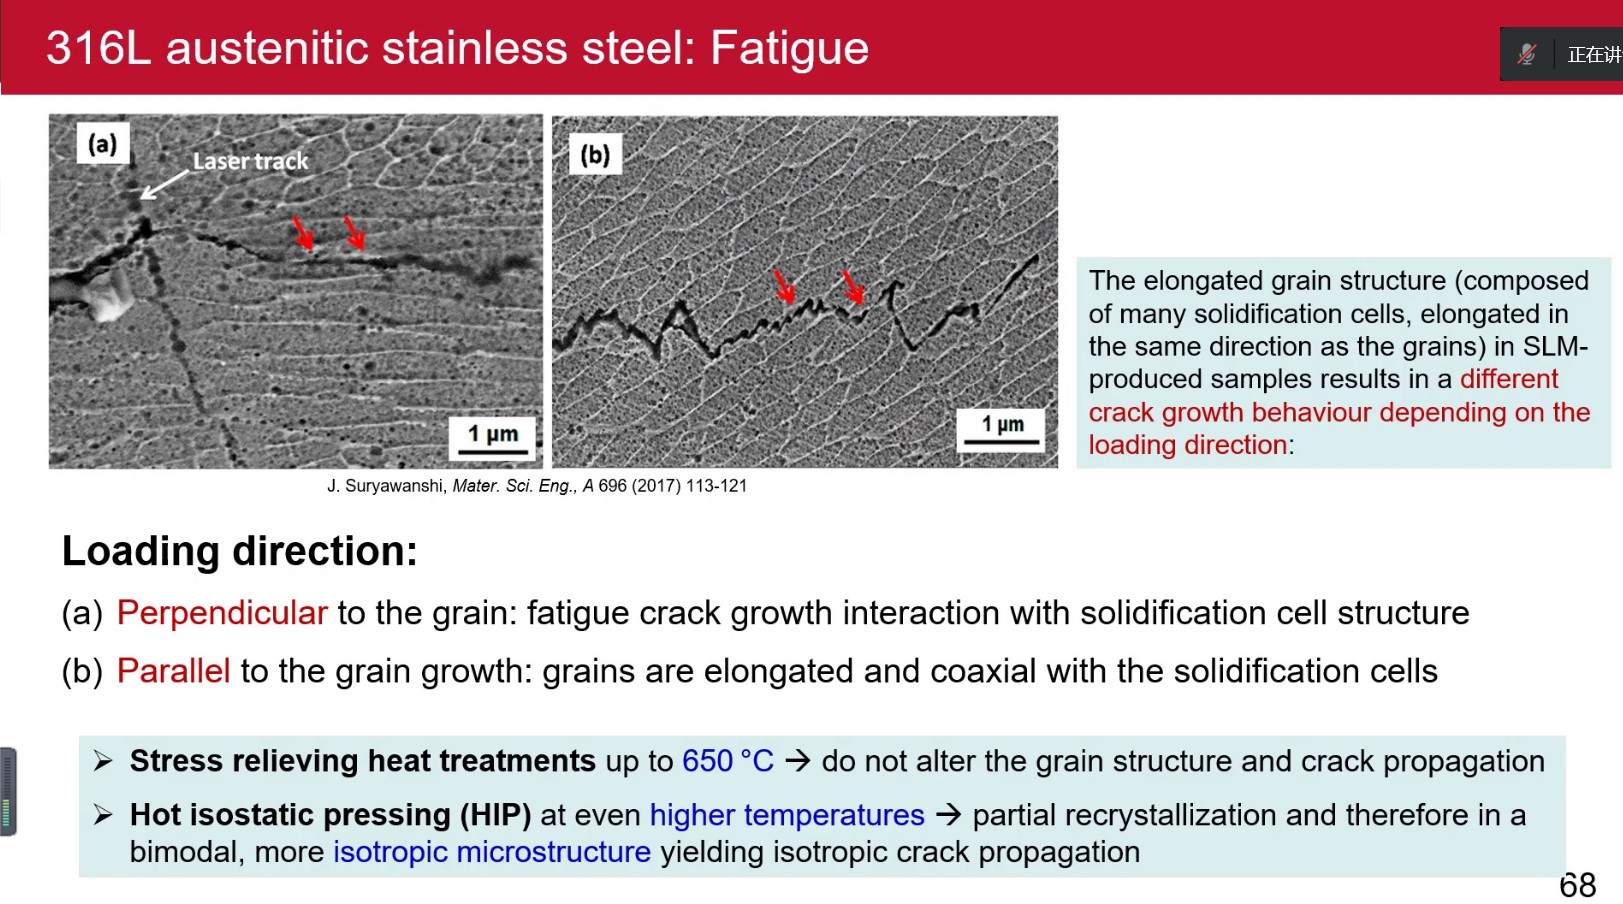 316L austenitic stainless steel: Fatigue
正在讲
(a)
Laser track
1 µm
(b)
1 µm
The elongated grain structure (composed
of many solidification cells, elongated in
the same direction as the grains) in SLM-
produced samples results in a different
crack growth behaviour depending on the
loading direction:
J. Suryawanshi, Mater. Sci. Eng., A 696 (2017) 113-121
Loading direction:
(a) Perpendicular to the grain: fatigue crack growth interaction with solidification cell structure
(b) Parallel to the grain growth: grains are elongated and coaxial with the solidification cells
➢ Stress relieving heat treatments up to 650 °C → do not alter the grain structure and crack propagation
➢ Hot isostatic pressing (HIP) at even higher temperatures → partial recrystallization and therefore in a
bimodal, more isotropic microstructure yielding isotropic crack propagation
68